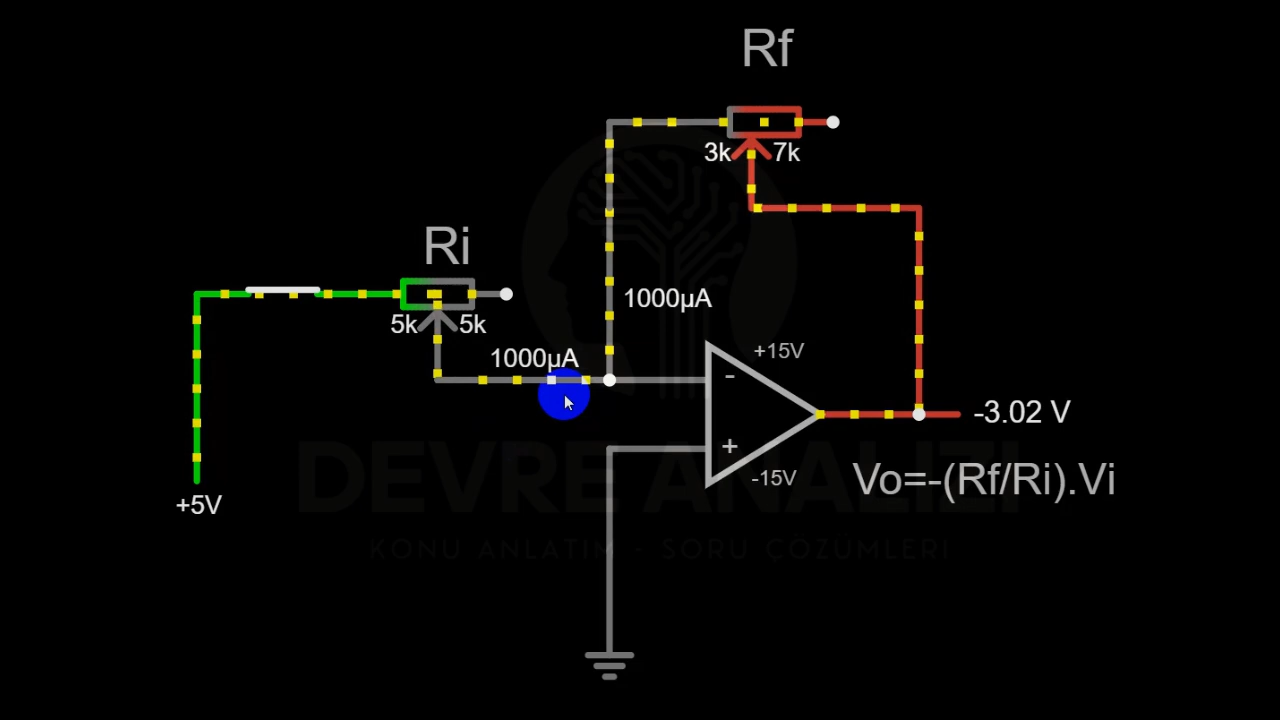 Rf
3k 7k
Ri
5k 5k
1000µA
1000µA
+15V
-
+
-15V
-3.02 V
Vo=-(Rf/Ri).Vi
+5V
DEVRE ANALİZİ
KONU ANLATIM - SORU ÇÖZÜMLERİ